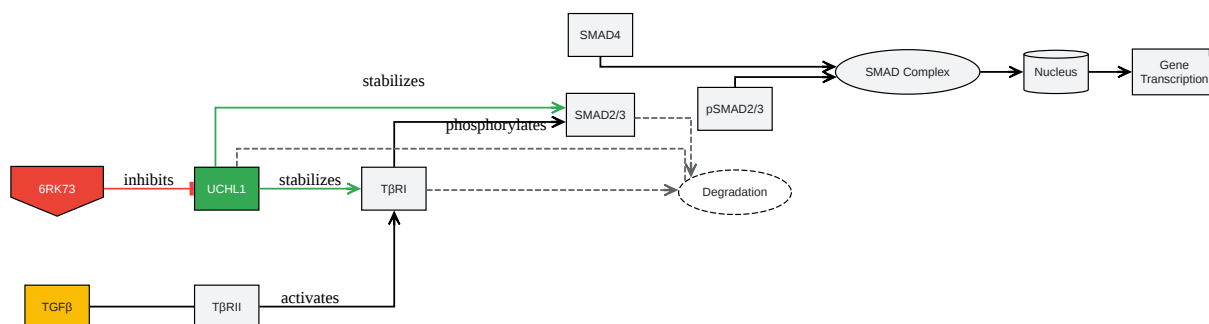 SMAD4
SMAD Complex
Nucleus
Gene
Transcription
stabilizes
pSMAD2/3
SMAD2/3
phosphorylates
6RK73
inhibits
UCHL1
stabilizes
TβRI
Degradation
TGFβ
TβRII
activates